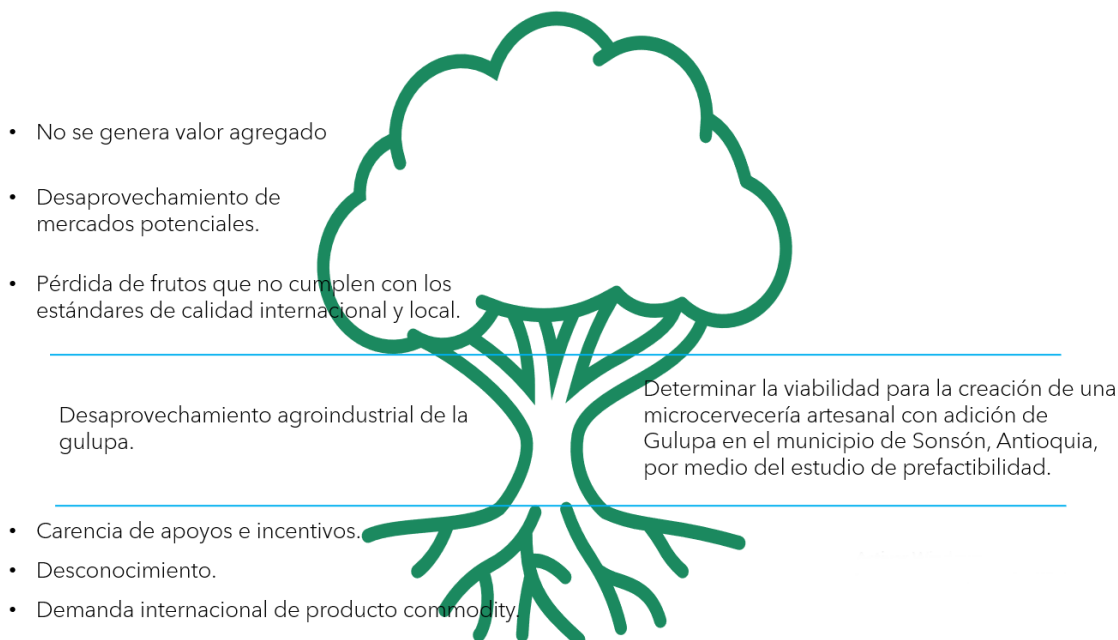 • No se genera valor agregado
• Desaprovechamiento de
mercados potenciales.
• Pérdida de frutos que no cumplen con los
estándares de calidad internacional y local.
Desaprovechamiento agroindustrial de la
gulupa.
Determinar la viabilidad para la creación de una
microcervecería artesanal con adición de
Gulupa en el municipio de Sonsón, Antioquia,
por medio del estudio de prefactibilidad.
• Carencia de apoyos e incentivos.
• Desconocimiento.
• Demanda internacional de producto commodity.